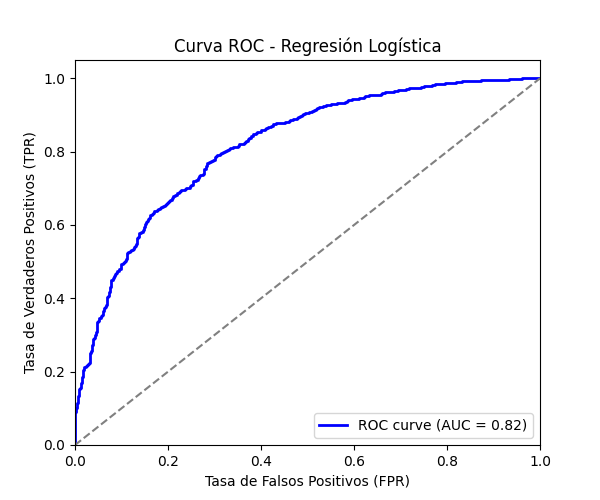 Curva ROC - Regresión Logística
Tasa de Verdaderos Positivos (TPR)
1.0
0.8
0.6
0.4
0.2
0.0
ROC curve (AUC = 0.82)
0.0 0.2 0.4 0.6 0.8 1.0
Tasa de Falsos Positivos (FPR)